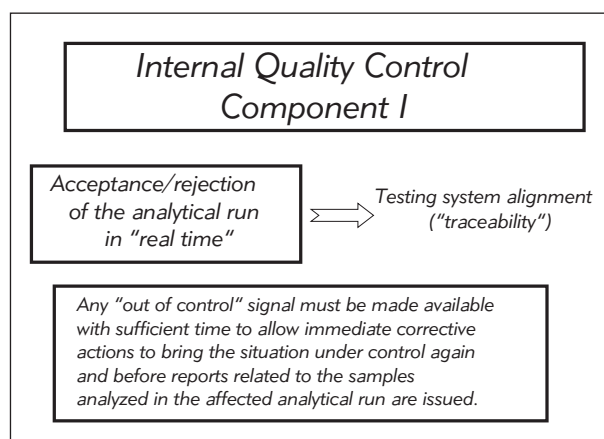 Internal Quality Control
Component I
Acceptance/rejection
of the analytical run
in "real time"
Testing system alignment
("traceability")
Any "out of control" signal must be made available
with sufficient time to allow immediate corrective
actions to bring the situation under control again
and before reports related to the samples
analyzed in the affected analytical run are issued.